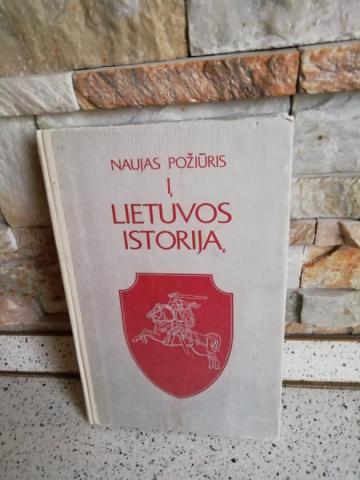 NAUJAS POŽIŪRIS
Į
LIETUVOS
ISTORIJĄ